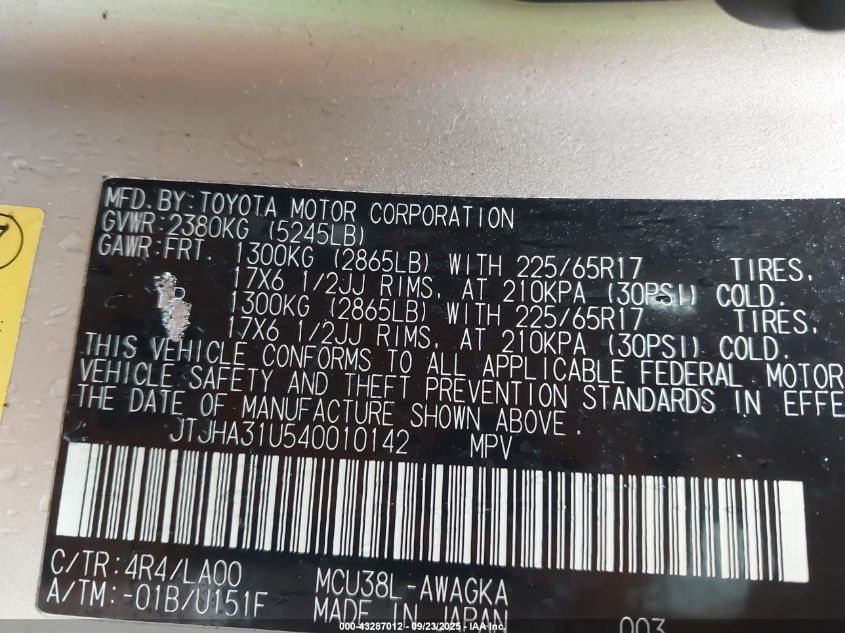 MFD. BY: TOYOTA MOTOR CORPORATION
GVWR: 2380KG (5245LB)
GAWR: FRT. 1300KG (2865LB) WITH 225/65R17 TIRES,
17X6 1/2JJ RIMS, AT 210KPA (30PSI) COLD.
1300KG (2865LB) WITH 225/65R17 TIRES,
17X6 1/2JJ RIMS, AT 210KPA (30PSI) COLD.
THIS VEHICLE CONFORMS TO ALL APPLICABLE FEDERAL MOTOR
VEHICLE SAFETY AND THEFT PREVENTION STANDARDS IN EFFE
THE DATE OF MANUFACTURE SHOWN ABOVE.
JTJHA31U540010142 MPV
C/TR: 4R4/LA00 MCU38L-AWAGKA
A/TM: -01B/U151F MADE IN JAPAN 003
000-43287012 - 09/23/2025 - IAA Inc.